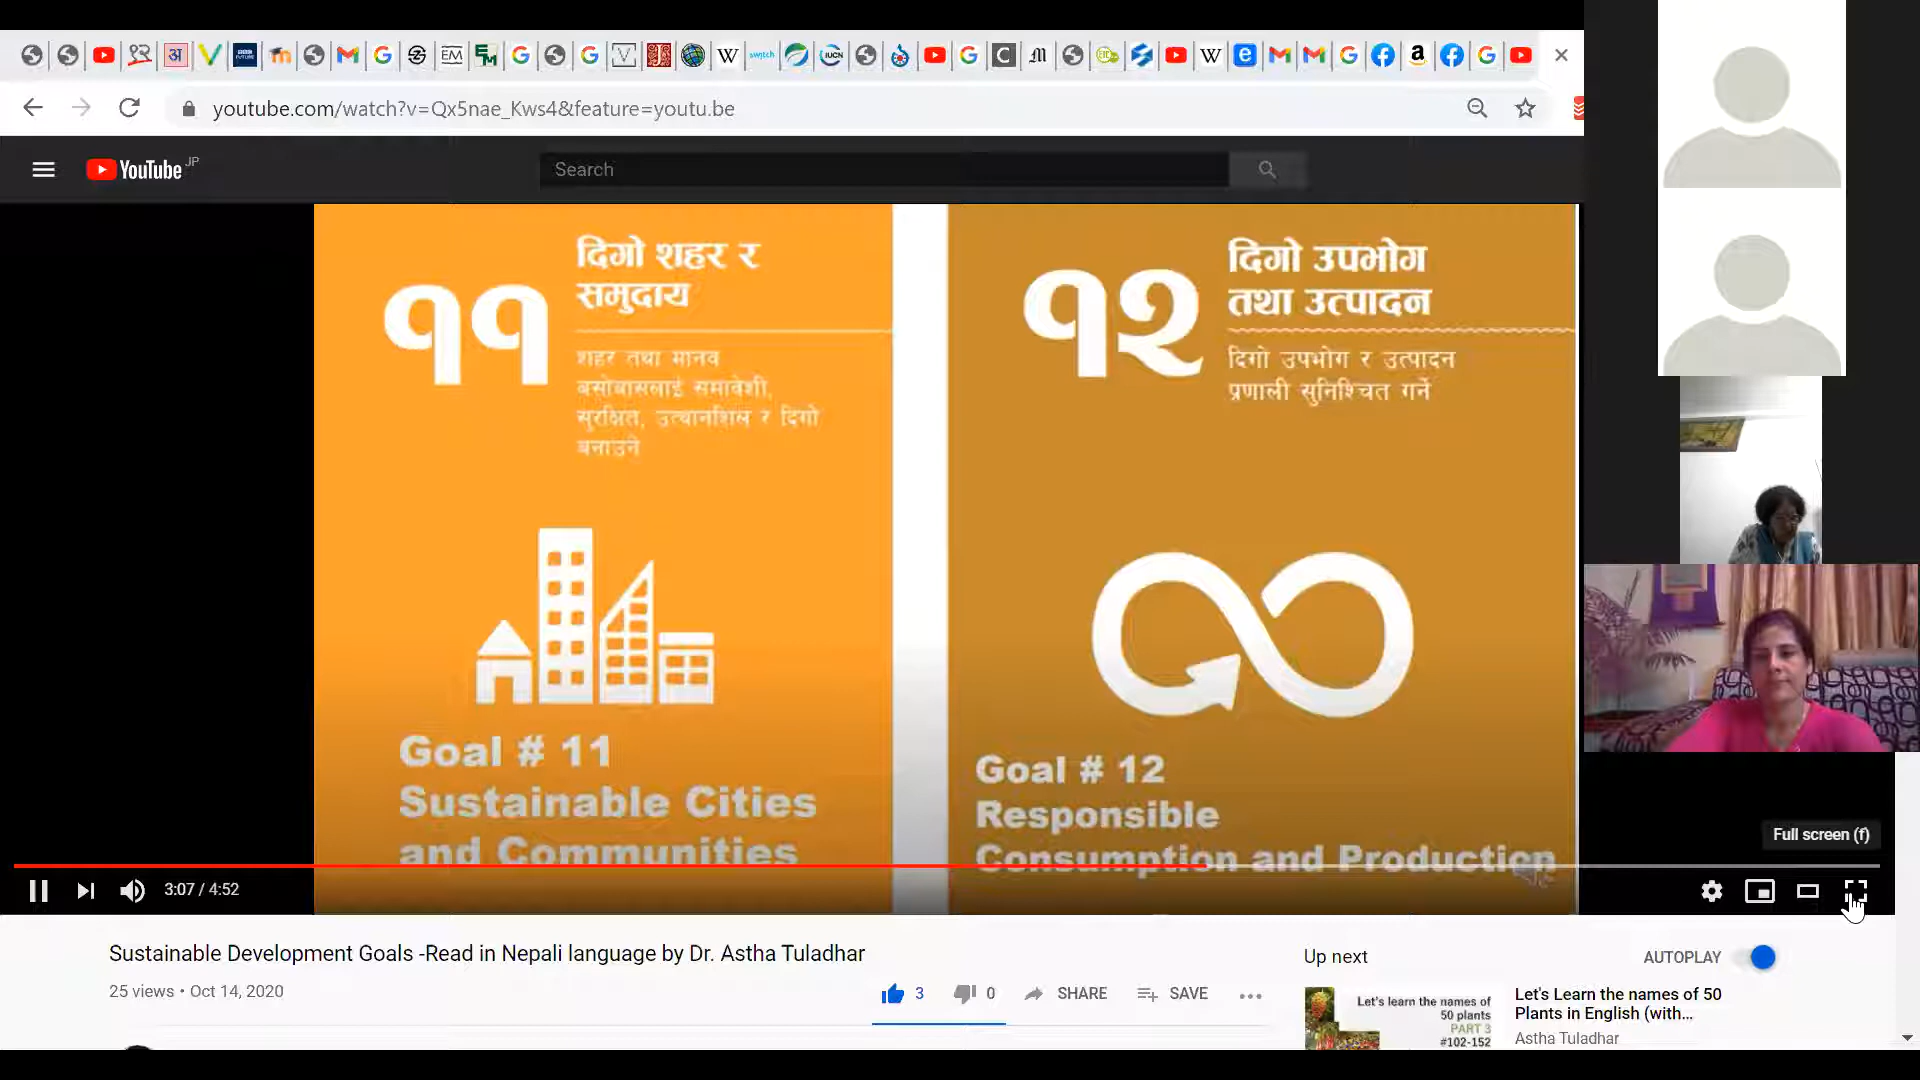 youtube.com/watch?v=Qx5nae_Kws4&feature=youtu.be
YouTube JP
Search
११
दिगो शहर र
समुदाय
शहर तथा मानव
बसोबासलाई समावेशी,
सुरक्षित, उत्थानशिल र दिगो
बनाउने
Goal # 11
Sustainable Cities
and Communities
१२
दिगो उपभोग
तथा उत्पादन
दिगो उपभोग र उत्पादन
प्रणाली सुनिश्चित गर्ने
Goal # 12
Responsible
Consumption and Production
Full screen (f)
3:07 / 4:52
Sustainable Development Goals -Read in Nepali language by Dr. Astha Tuladhar
25 views • Oct 14, 2020
3
0
SHARE
SAVE
Up next
AUTOPLAY
Let's learn the names of
50 plants
PART 3
#102-152
Let's Learn the names of 50
Plants in English (with...
Astha Tuladhar